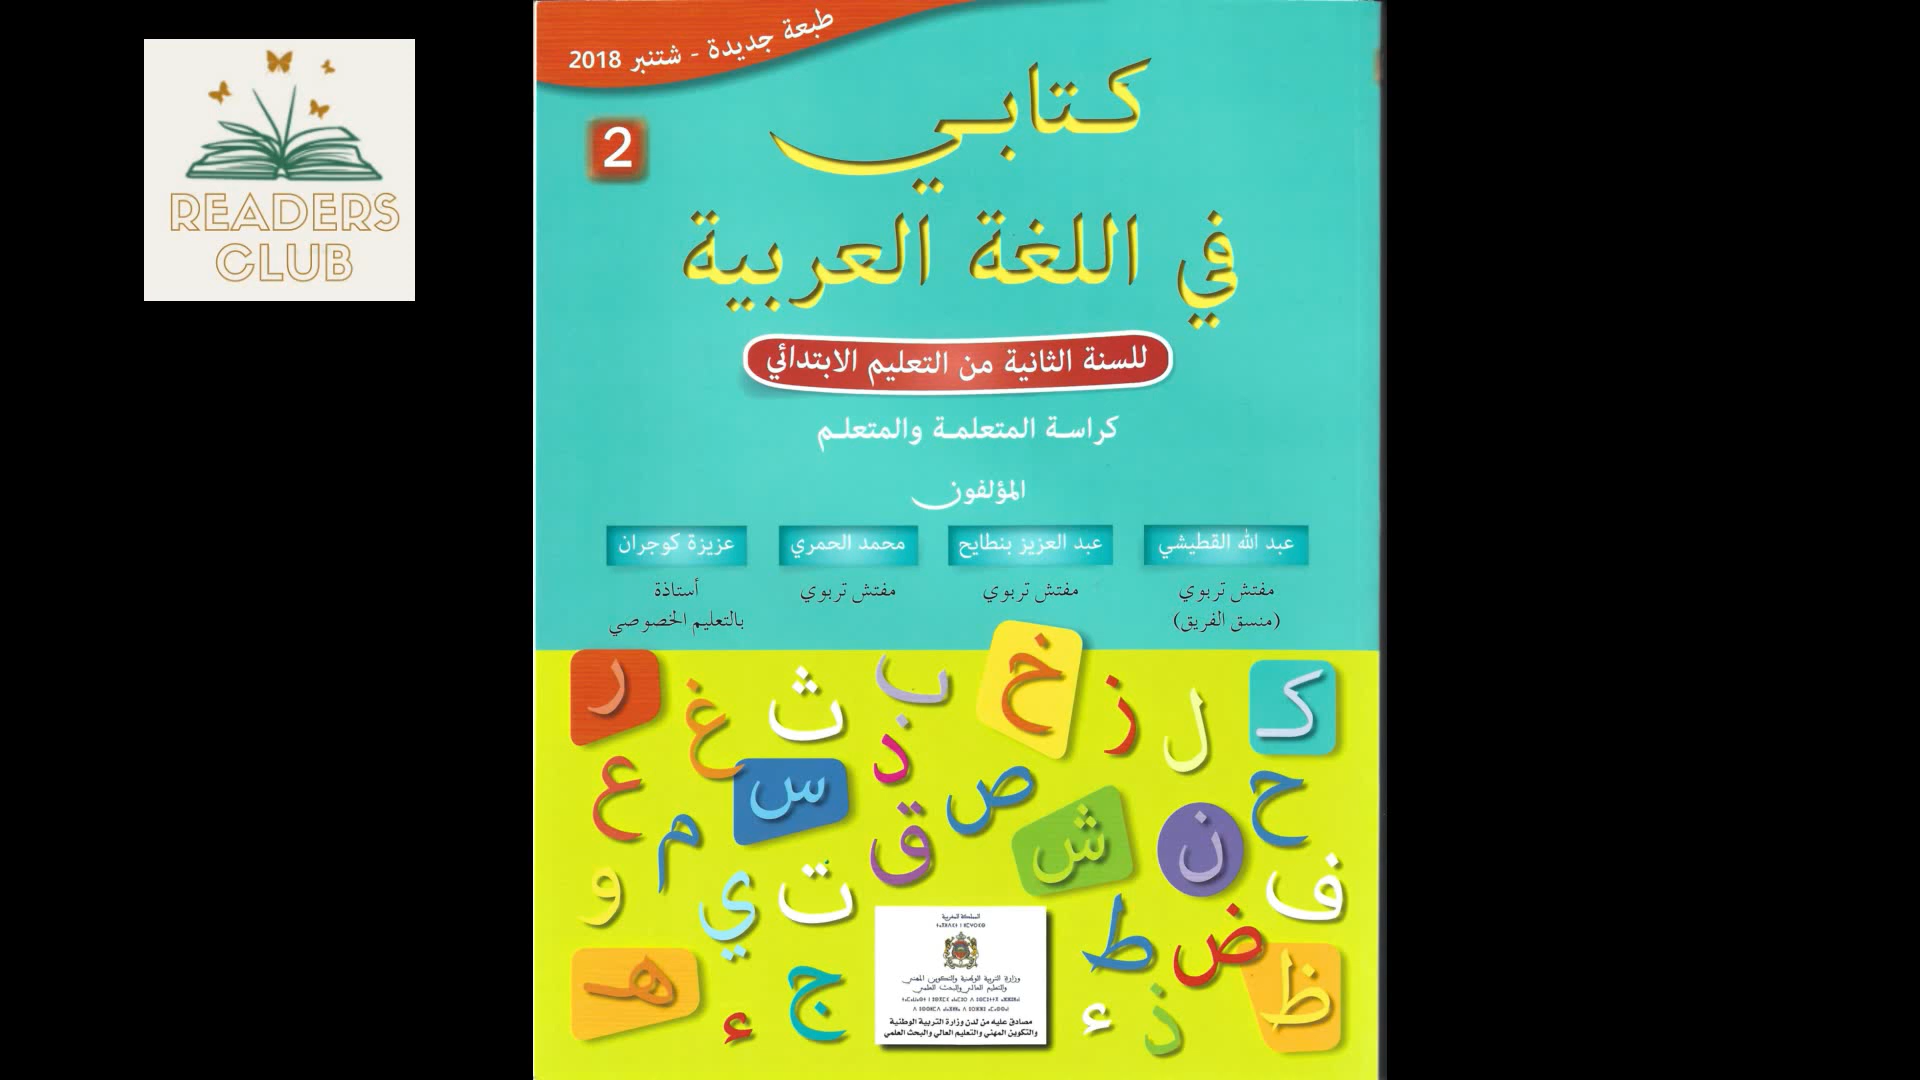 READERS
CLUB
طبعة جديدة - شتنبر 2018
2
كتابي
في اللغة العربية
للسنة الثانية من التعليم الابتدائي
كراسة المتعلمة والمتعلم
المؤلفون
عبد الله القطيشي
عبد العزيز بنطايح
محمد الحمري
عزيزة كوجران
مفتش تربوي
(منسق الفريق)
مفتش تربوي
مفتش تربوي
أستاذة
بالتعليم الخصوصي
ر
غ
ث
ب
خ
ز
ل
ك
ع
س
د
ص
ح
م
ق
ش
ن
و
ي
ت
ف
ط
ض
ه
ج
ء
ء
ذ
ظ
المملكة المغربية
وزارة التربية الوطنية والتكوين المهني
والتعليم العالي والبحث العلمي
مصادق عليه من لدن وزارة التربية الوطنية
والتكوين المهني والتعليم العالي والبحث العلمي